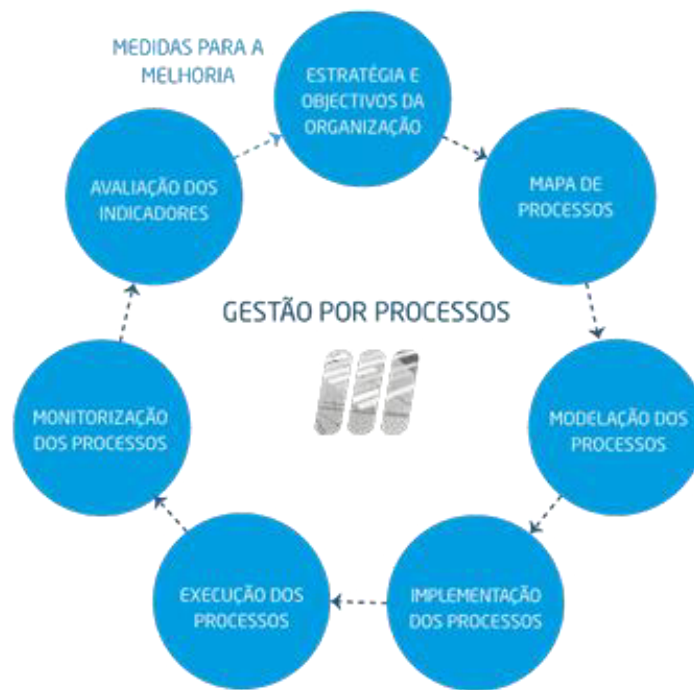 MEDIDAS PARA A
MELHORIA
ESTRATÉGIA E
OBJECTIVOS DA
ORGANIZAÇÃO
MAPA DE
PROCESSOS
MODELAÇÃO DOS
PROCESSOS
IMPLEMENTAÇÃO
DOS PROCESSOS
EXECUÇÃO DOS
PROCESSOS
MONITORIZAÇÃO
DOS PROCESSOS
AVALIAÇÃO DOS
INDICADORES
GESTÃO POR PROCESSOS